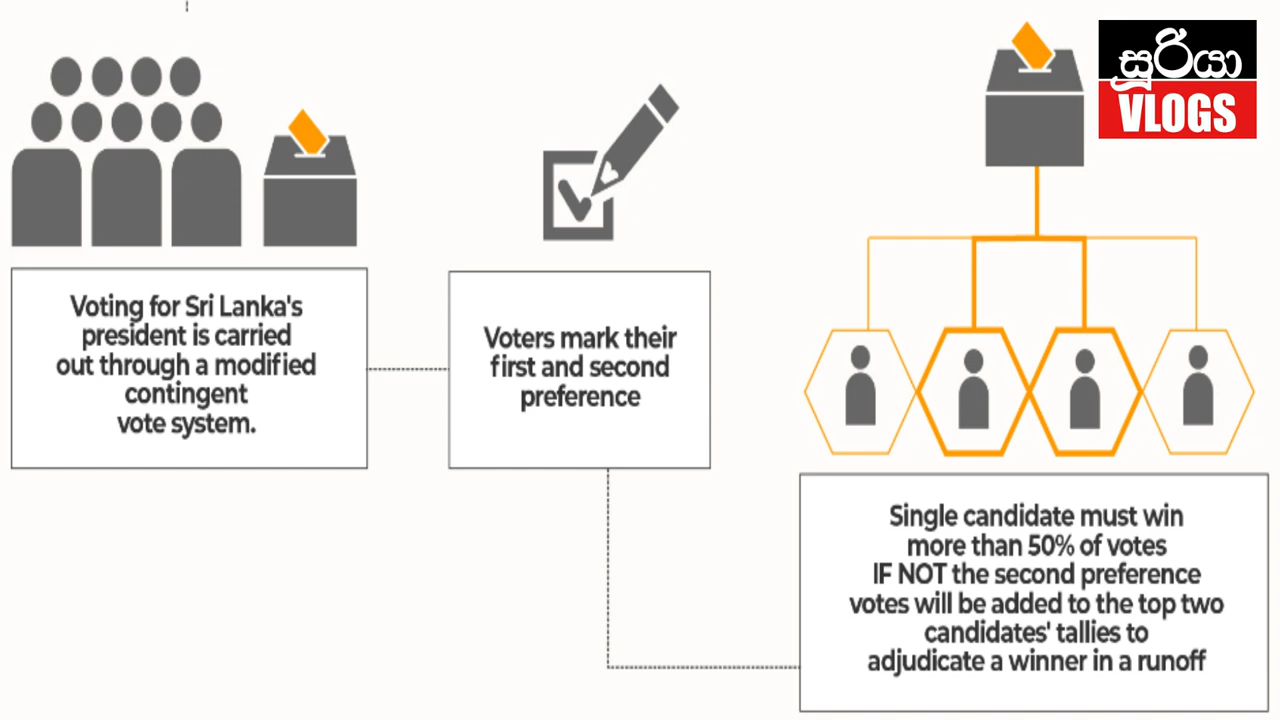 සූරියා
VLOGS
Voting for Sri Lanka's
president is carried
out through a modified
contingent
vote system.
Voters mark their
first and second
preference
Single candidate must win
more than 50% of votes
IF NOT the second preference
votes will be added to the top two
candidates' tallies to
adjudicate a winner in a runoff